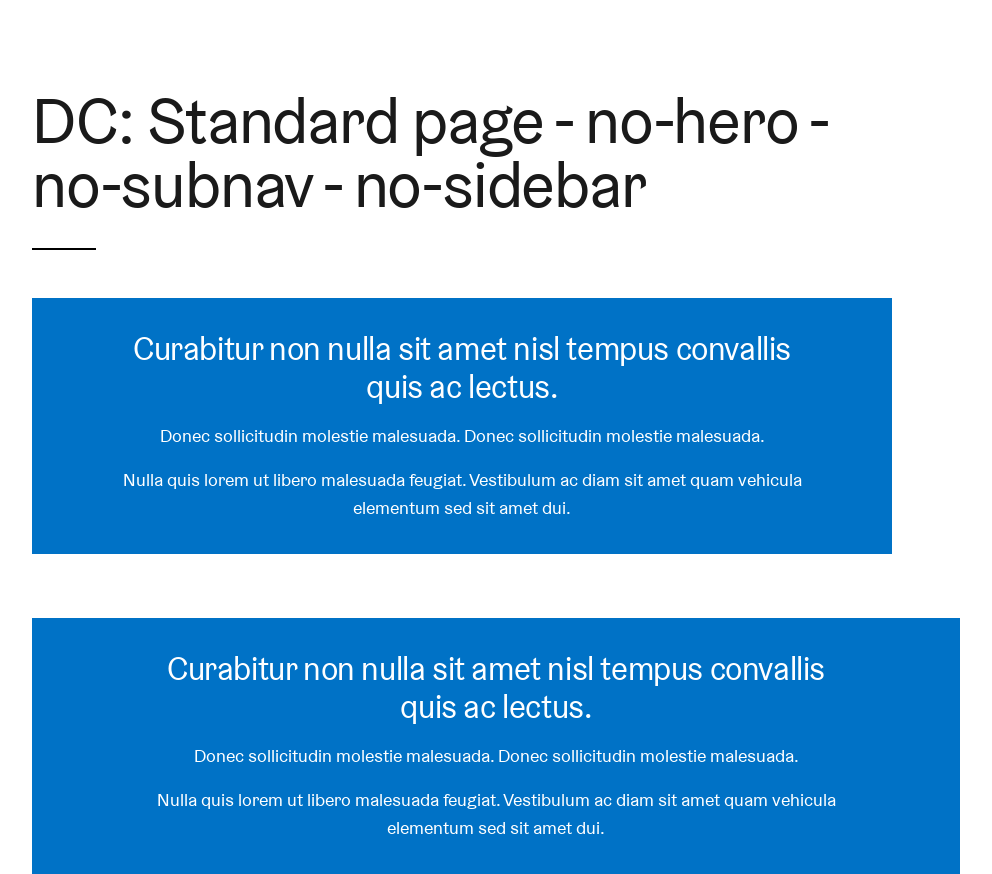 DC: Standard page - no-hero -
no-subnav - no-sidebar
Curabitur non nulla sit amet nisl tempus convallis
quis ac lectus.
Donec sollicitudin molestie malesuada. Donec sollicitudin molestie malesuada.
Nulla quis lorem ut libero malesuada feugiat. Vestibulum ac diam sit amet quam vehicula
elementum sed sit amet dui.
Curabitur non nulla sit amet nisl tempus convallis
quis ac lectus.
Donec sollicitudin molestie malesuada. Donec sollicitudin molestie malesuada.
Nulla quis lorem ut libero malesuada feugiat. Vestibulum ac diam sit amet quam vehicula
elementum sed sit amet dui.